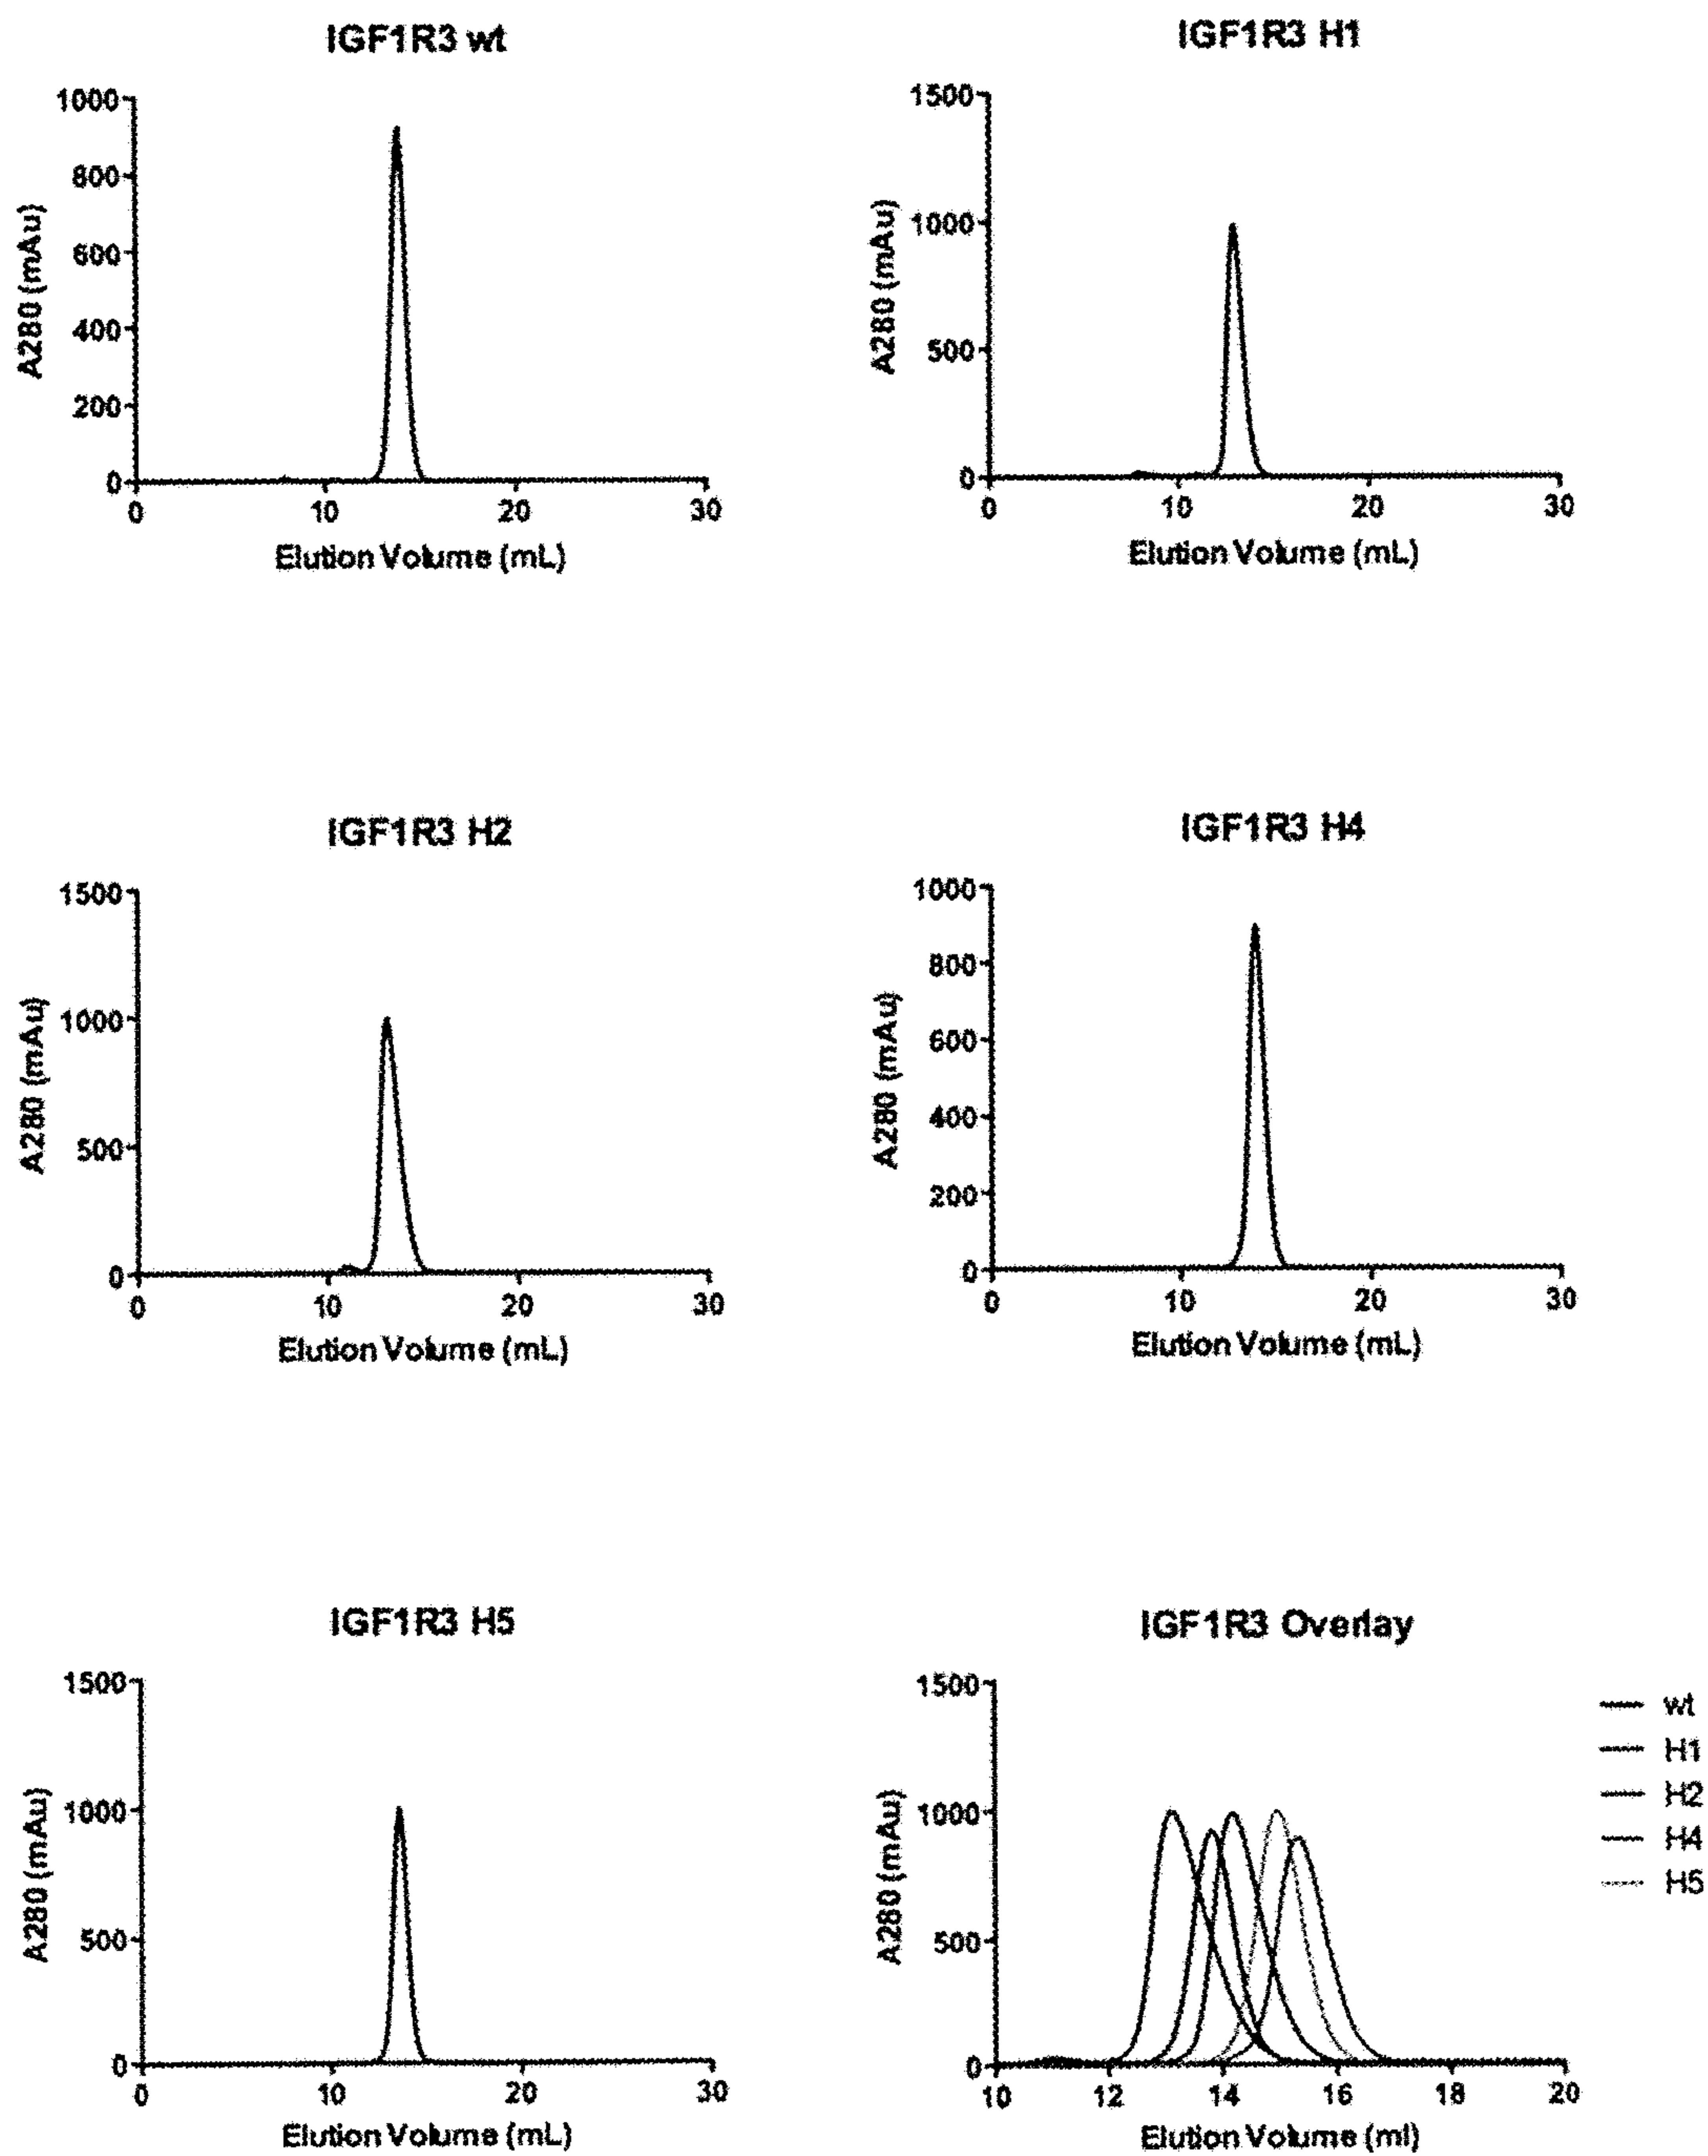 IGF1R3 wt
1000
800
600
400
200
0
A280 (mAu)
0 10 20 30
Elution Volume (mL)
IGF1R3 H1
1500
1000
500
0
A280 (mAu)
0 10 20 30
Elution Volume (mL)
IGF1R3 H2
1500
1000
500
0
A280 (mAu)
0 10 20 30
Elution Volume (mL)
IGF1R3 H4
1000
800
600
400
200
0
A280 (mAu)
0 10 20 30
Elution Volume (mL)
IGF1R3 H5
1500
1000
500
0
A280 (mAu)
0 10 20 30
Elution Volume (mL)
IGF1R3 Overlay
1500
1000
500
0
A280 (mAu)
10 12 14 16 18 20
Elution Volume (ml)
wt
H1
H2
H4
H5